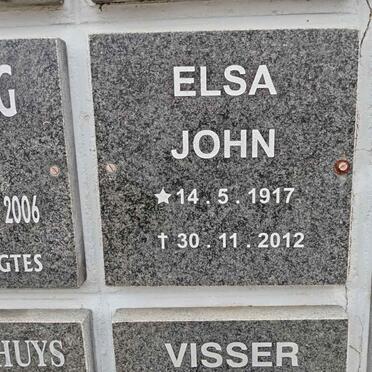 ELSA
JOHN
★ 14 . 5 . 1917
† 30 . 11 . 2012
G
2006
GTES
HUYS
VISSER